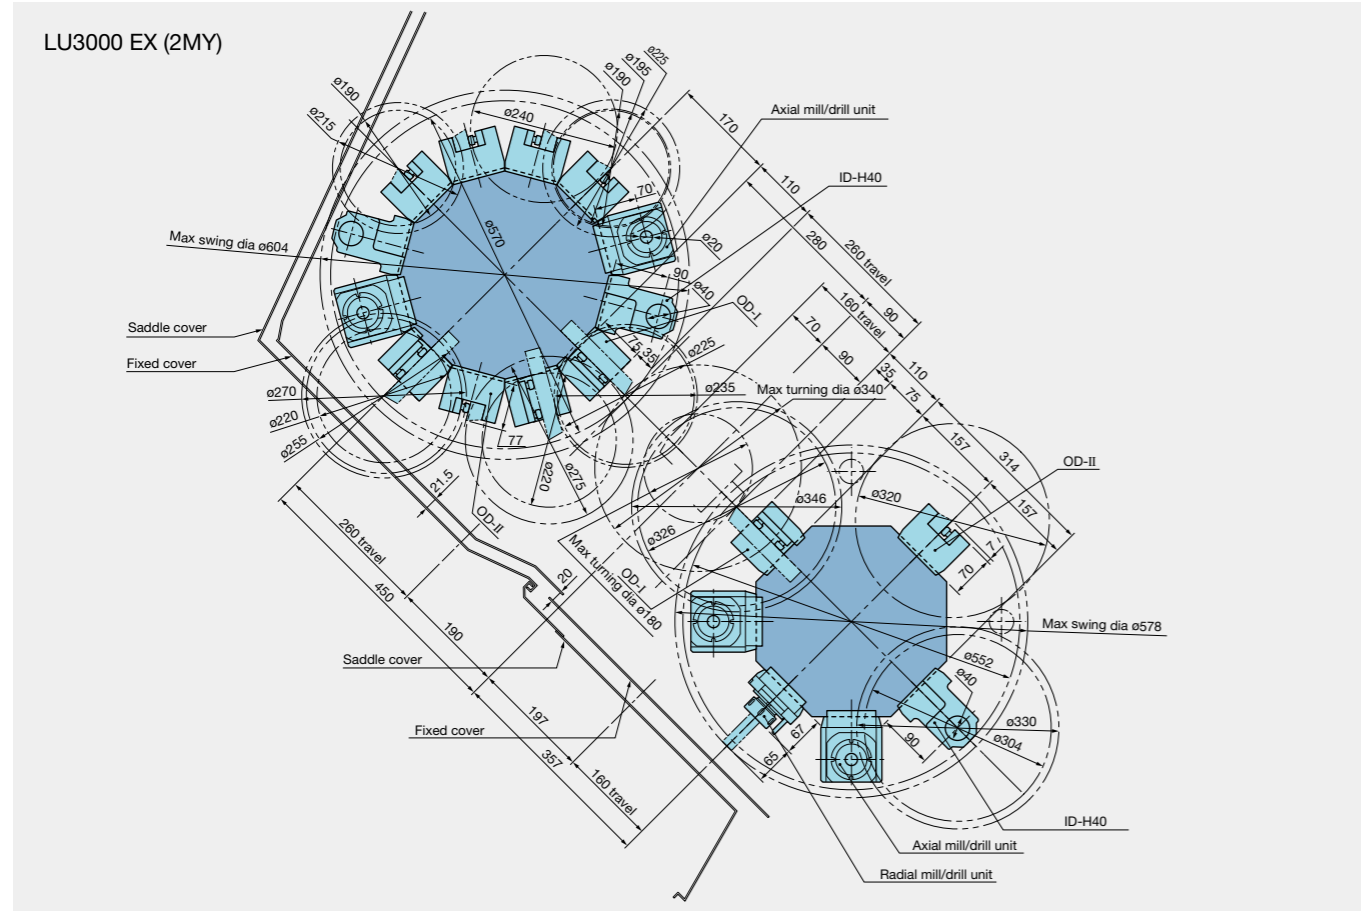 LU3000 EX (2MY)
ø225
ø195
ø190
ø190
ø215
ø240
170
Axial mill/drill unit
110
ID-H40
70
280
ø570
ø20
260 travel
Max swing dia ø604
90
ø40
OD-I
160 travel
90
Saddle cover
70
Fixed cover
75
35
ø225
90
35
110
75
ø270
ø235
Max turning dia ø340
ø220
ø255
77
157
314
OD-II
21.5
ø220
ø275
ø346
ø320
157
OD-II
260 travel
ø326
7
70
20
Max turning dia ø180
OD-I
450
190
Max swing dia ø578
Saddle cover
ø552
ø40
197
ø330
Fixed cover
67
90
ø304
357
65
160 travel
ID-H40
Axial mill/drill unit
Radial mill/drill unit